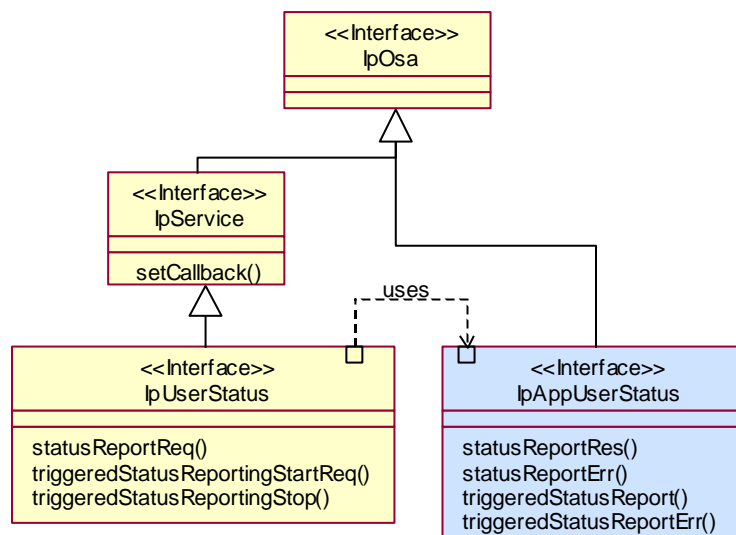 <<Interface>>
IpOsa
<<Interface>>
IpService
setCallback()
uses
<<Interface>>
IpUserStatus
statusReportReq()
triggeredStatusReportingStartReq()
triggeredStatusReportingStop()
<<Interface>>
IpAppUserStatus
statusReportRes()
statusReportErr()
triggeredStatusReport()
triggeredStatusReportErr()